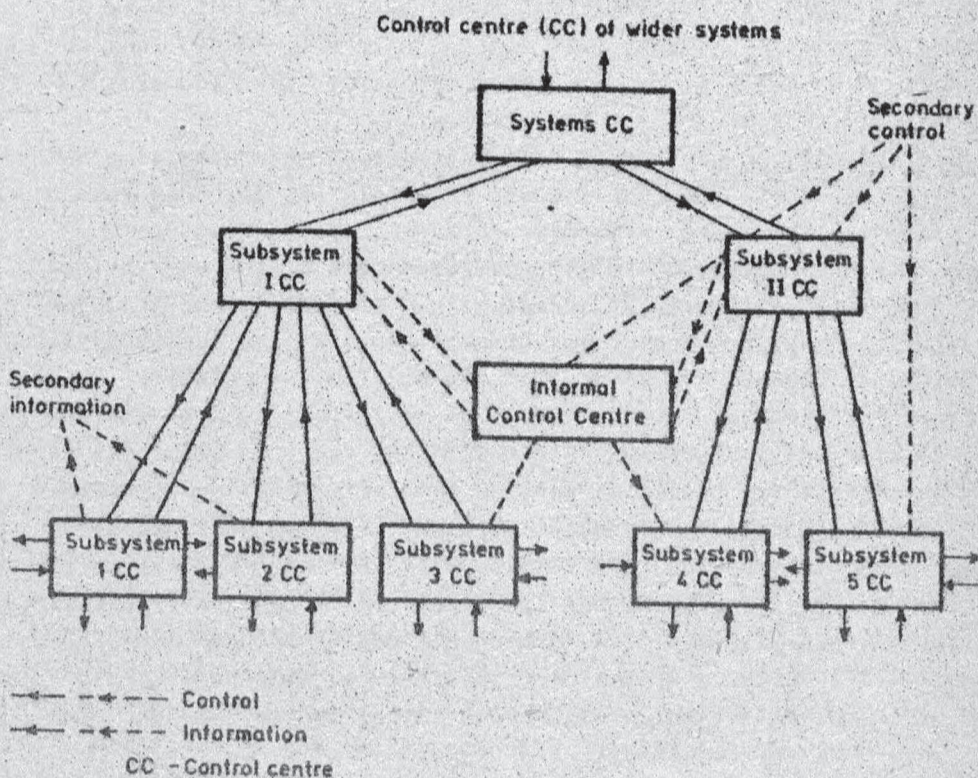 Control centre (CC) of wider systems
Systems CC
Secondary
control
Subsystem
I CC
Subsystem
II CC
Secondary
information
Informal
Control Centre
Subsystem
1 CC
Subsystem
2 CC
Subsystem
3 CC
Subsystem
4 CC
Subsystem
5 CC
Control
Information
CC - Control centre